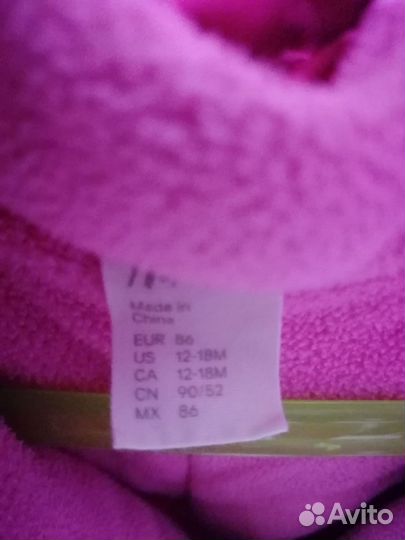 Made in
China
EUR 86
US 12-18M
CA 12-18M
CN 90/52
MX 86
Avito